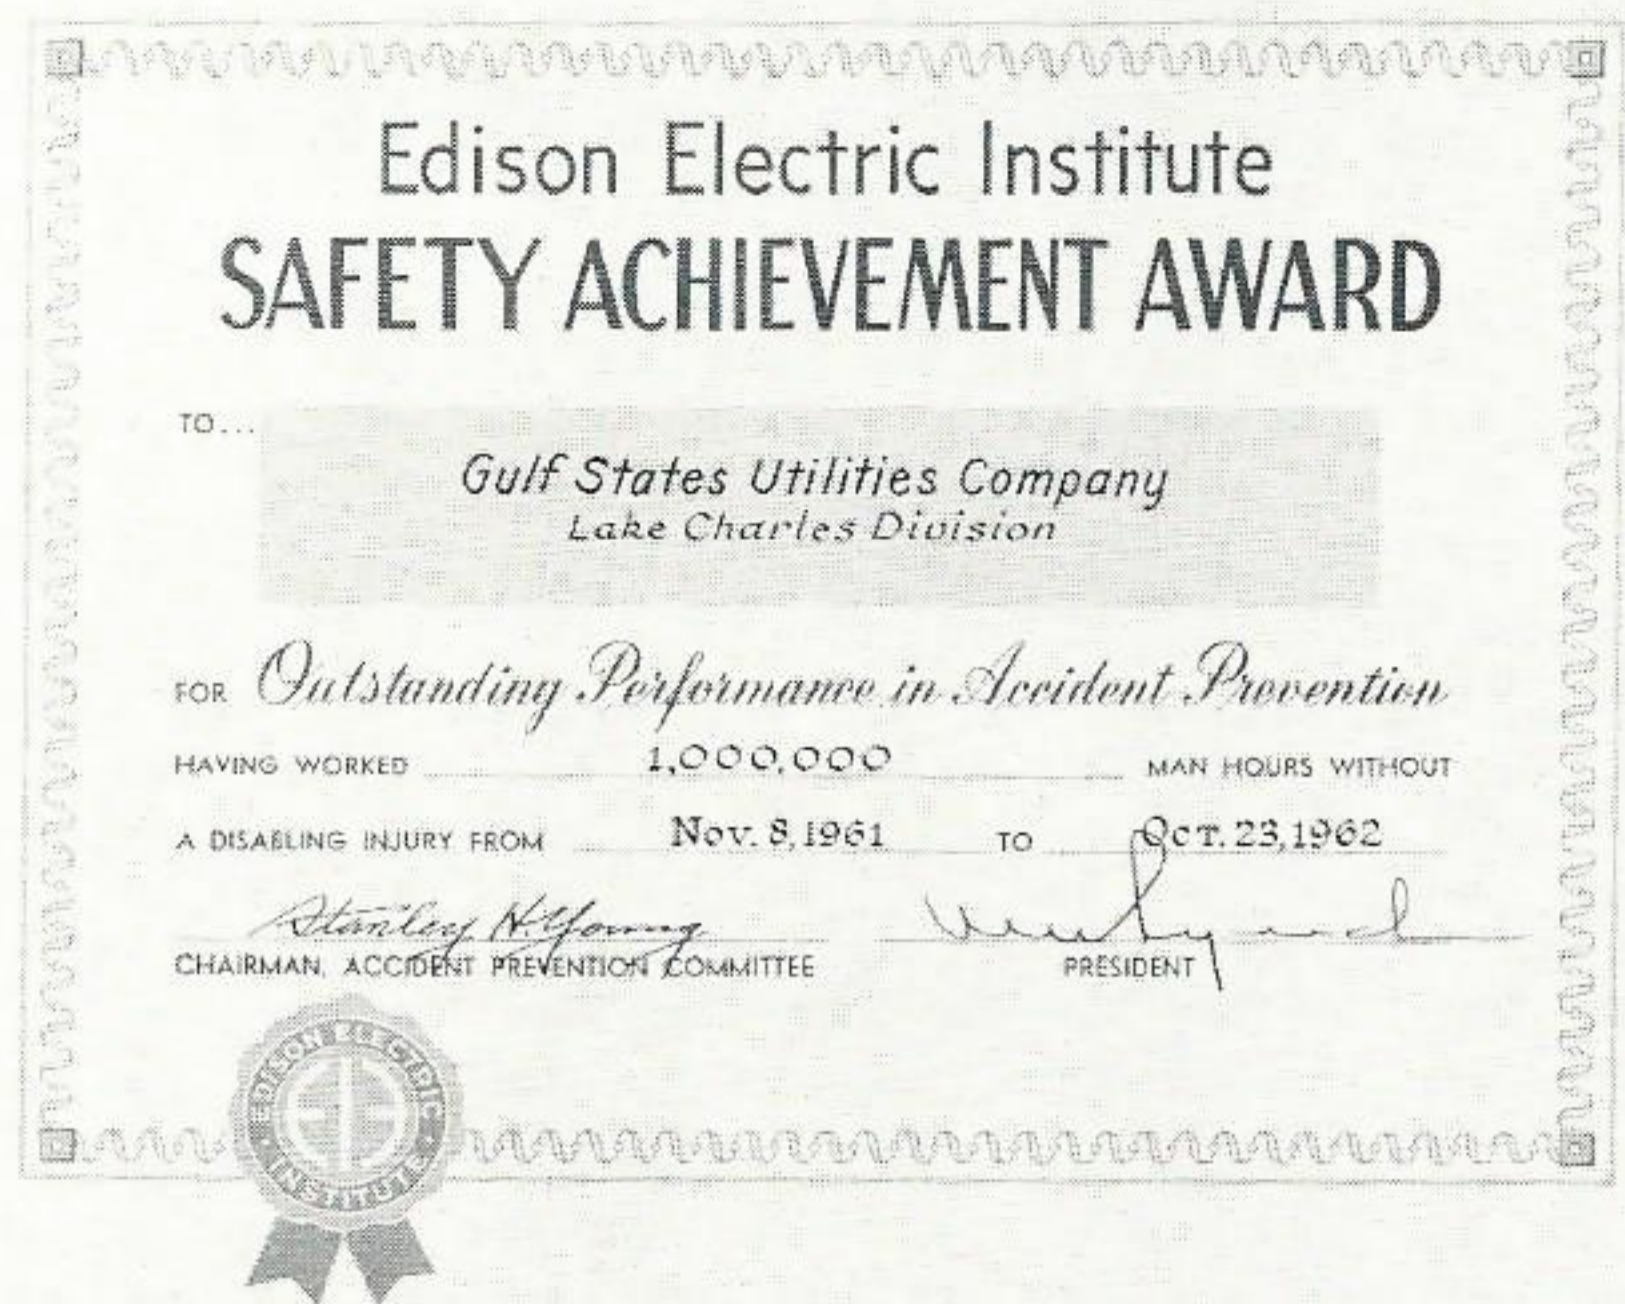 Edison Electric Institute
SAFETY ACHIEVEMENT AWARD
TO...
Gulf States Utilities Company
Lake Charles Division
FOR Outstanding Performance in Accident Prevention
HAVING WORKED 1,000,000 MAN HOURS WITHOUT
A DISABLING INJURY FROM Nov. 8, 1961 TO Oct. 23, 1962
Stanley H. Young
CHAIRMAN, ACCIDENT PREVENTION COMMITTEE PRESIDENT
EDISON ELECTRIC
INSTITUTE